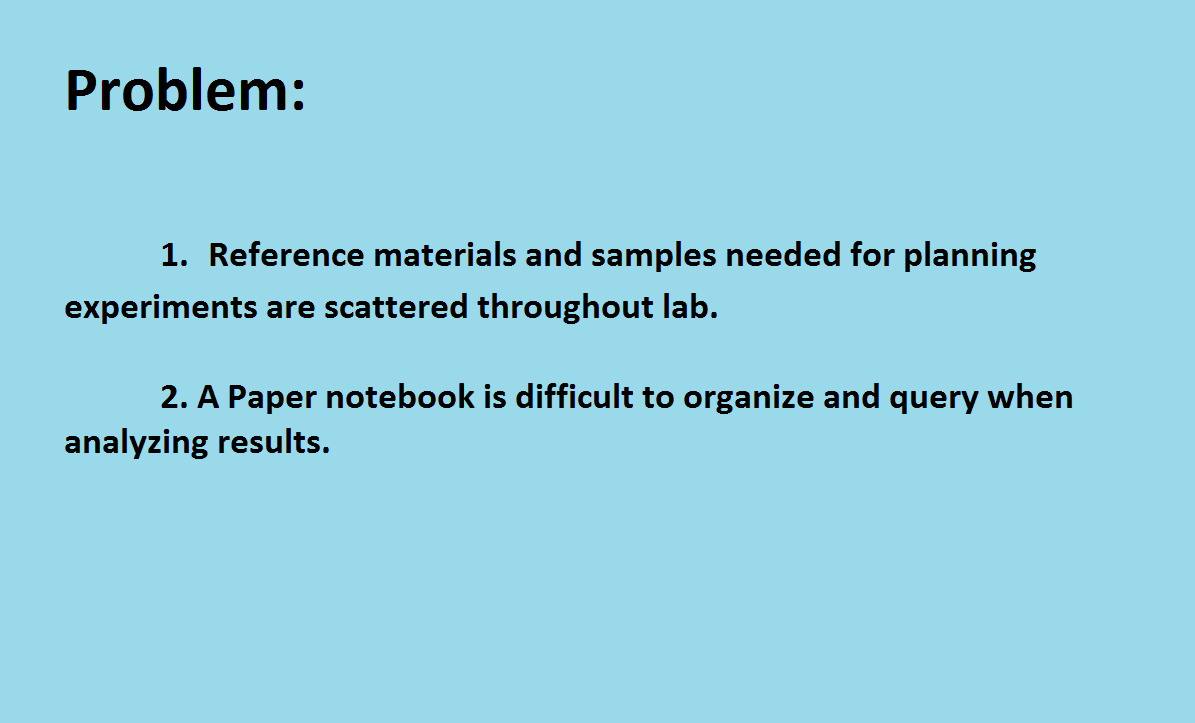 Problem:
1. Reference materials and samples needed for planning
experiments are scattered throughout lab.
2. A Paper notebook is difficult to organize and query when
analyzing results.